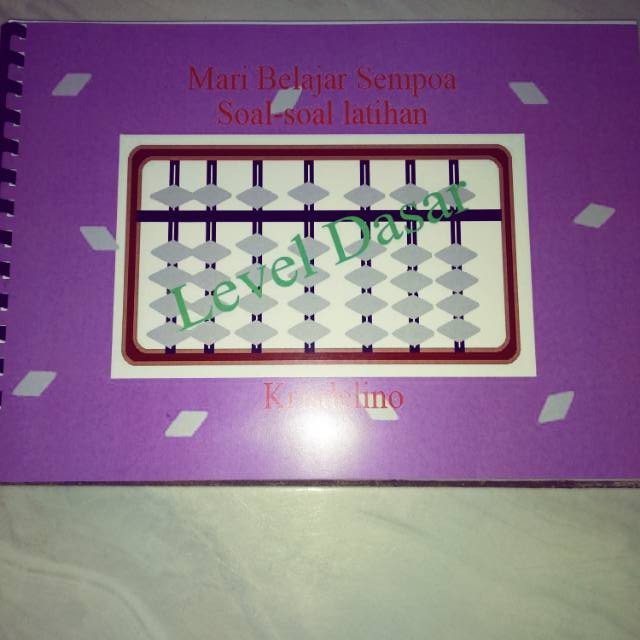 Mari Belajar Sempoa
Soal-soal latihan
Level Dasar